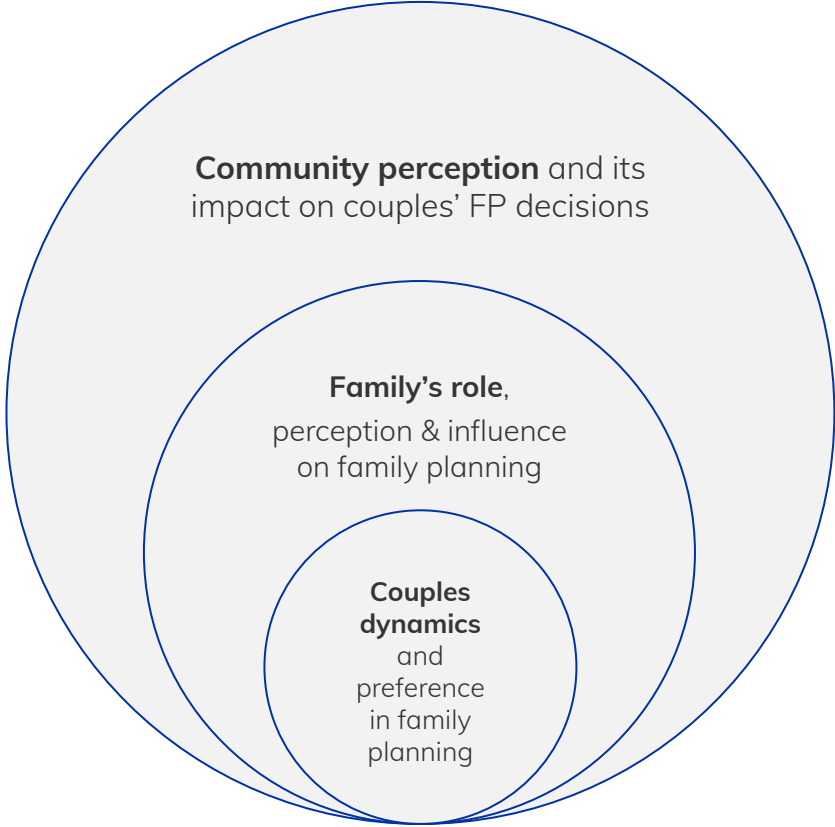 Community perception and its
impact on couples’ FP decisions
Family’s role,
perception & influence
on family planning
Couples
dynamics
and
preference
in family
planning